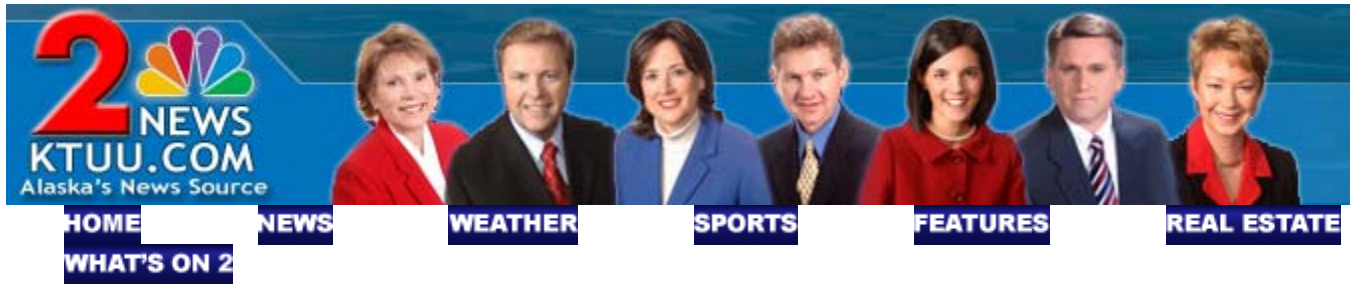 2
NEWS
KTUU.COM
Alaska's News Source
HOME NEWS WEATHER SPORTS FEATURES REAL ESTATE
WHAT'S ON 2